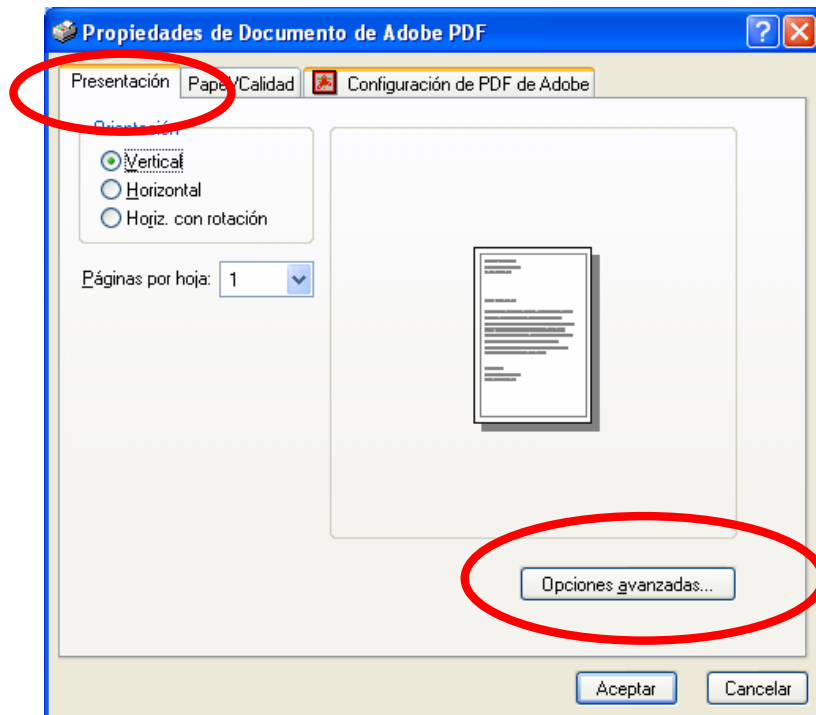 Propiedades de Documento de Adobe PDF
Presentación Papel/Calidad Configuración de PDF de Adobe
Orientación
Vertical
Horizontal
Horiz. con rotación
Páginas por hoja: 1
Opciones avanzadas...
Aceptar Cancelar